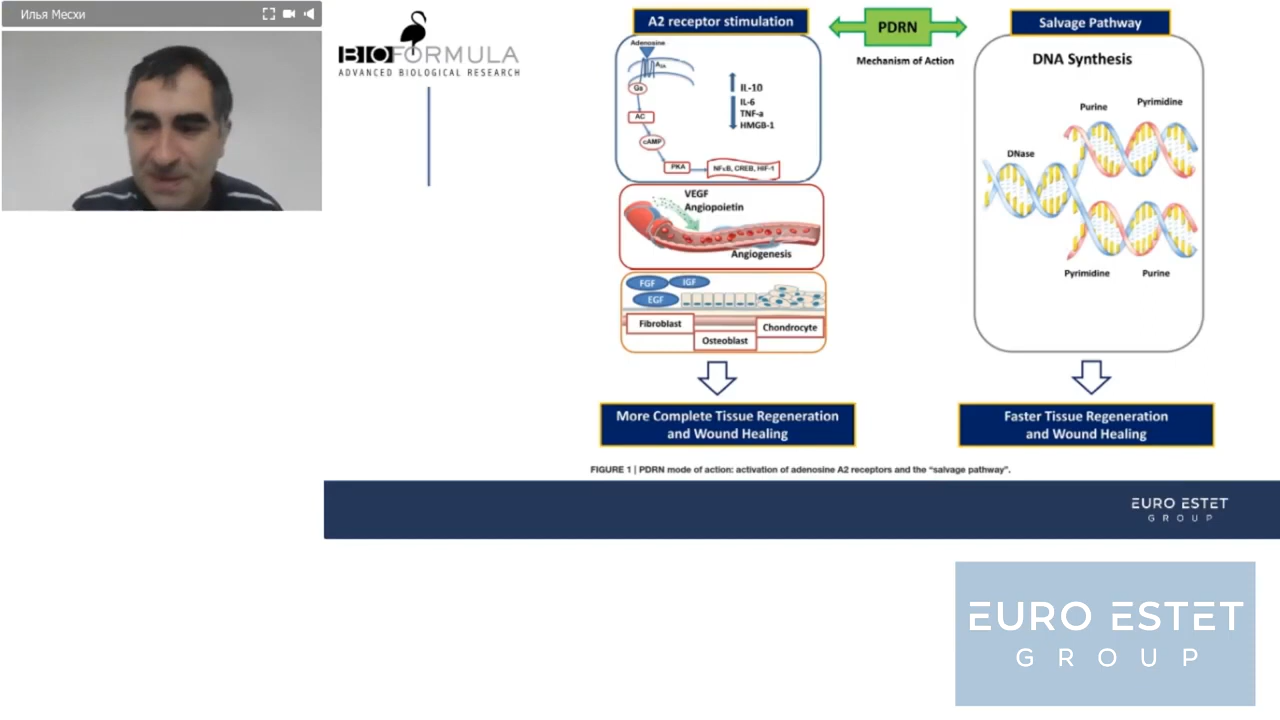 Илья Месхи
BIOFORMULA
ADVANCED BIOLOGICAL RESEARCH
A2 receptor stimulation
PDRN
Mechanism of Action
Salvage Pathway
Adenosine
A2A
Gs
AC
cAMP
PKA
NFκB, CREB, HIF-1
IL-10
IL-6
TNF-a
HMGB-1
VEGF
Angiopoietin
Angiogenesis
FGF
IGF
EGF
Fibroblast
Chondrocyte
Osteoblast
DNA Synthesis
Purine
Pyrimidine
DNase
Pyrimidine
Purine
More Complete Tissue Regeneration
and Wound Healing
Faster Tissue Regeneration
and Wound Healing
FIGURE 1 | PDRN mode of action: activation of adenosine A2 receptors and the “salvage pathway”.
EURO ESTET
GROUP
EURO ESTET
GROUP